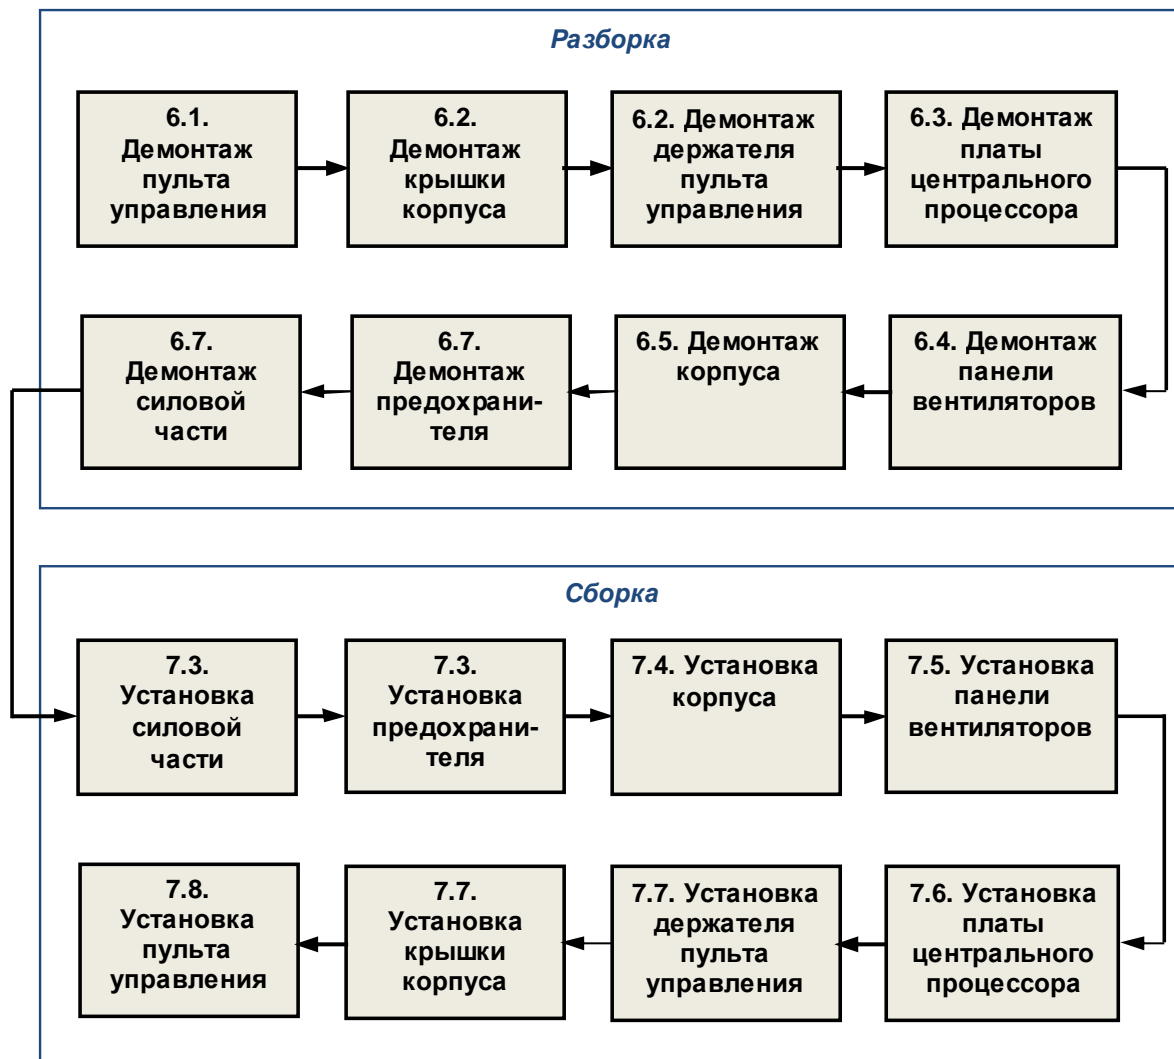 Разборка
6.1.
Демонтаж
пульта
управления
6.2.
Демонтаж
крышки
корпуса
6.2. Демонтаж
держателя
пульта
управления
6.3. Демонтаж
платы
центрального
процессора
6.4. Демонтаж
панели
вентиляторов
6.5. Демонтаж
корпуса
6.7.
Демонтаж
предохрани-
теля
6.7.
Демонтаж
силовой
части
Сборка
7.3.
Установка
силовой
части
7.3.
Установка
предохрани-
теля
7.4. Установка
корпуса
7.5. Установка
панели
вентиляторов
7.6. Установка
платы
центрального
процессора
7.7. Установка
держателя
пульта
управления
7.7.
Установка
крышки
корпуса
7.8.
Установка
пульта
управления